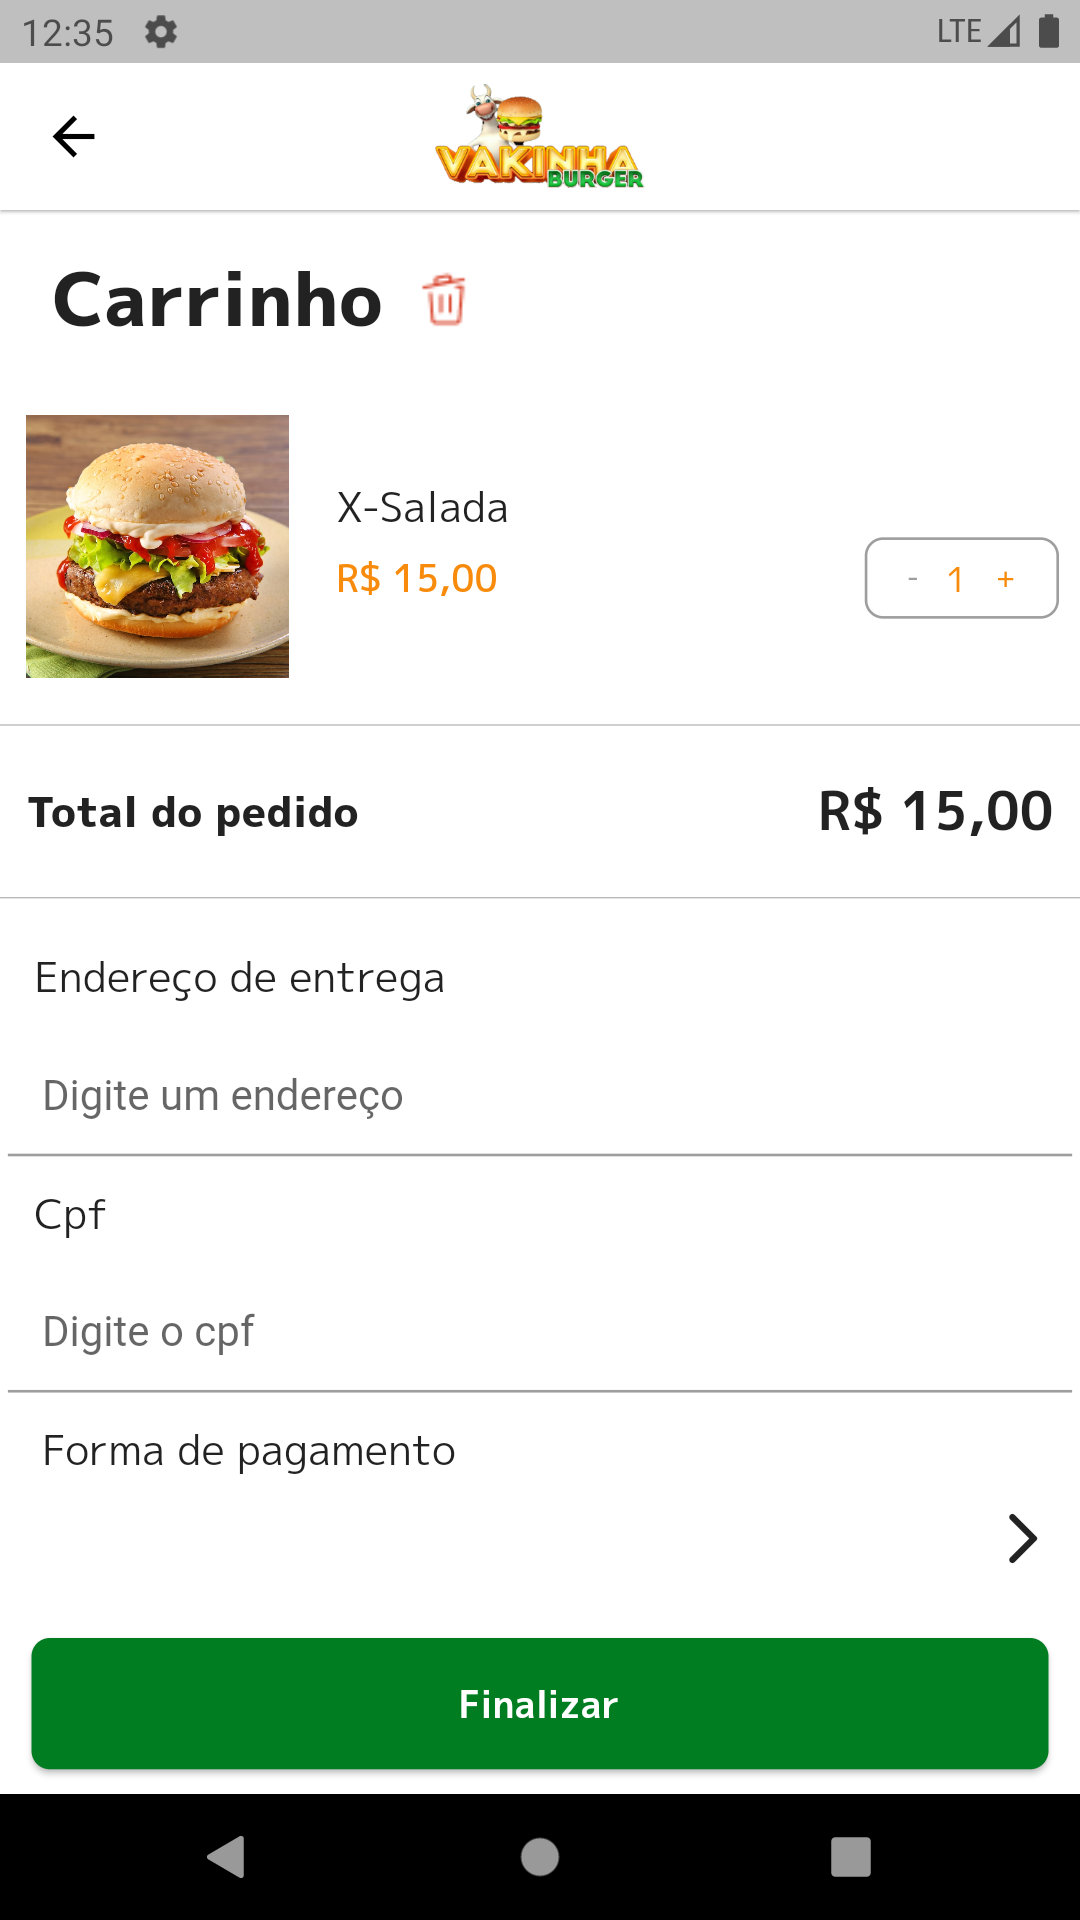 12:35
LTE
VAKINHA
BURGER
Carrinho
X-Salada
R$ 15,00
- 1 +
Total do pedido
R$ 15,00
Endereço de entrega
Digite um endereço
Cpf
Digite o cpf
Forma de pagamento
Finalizar